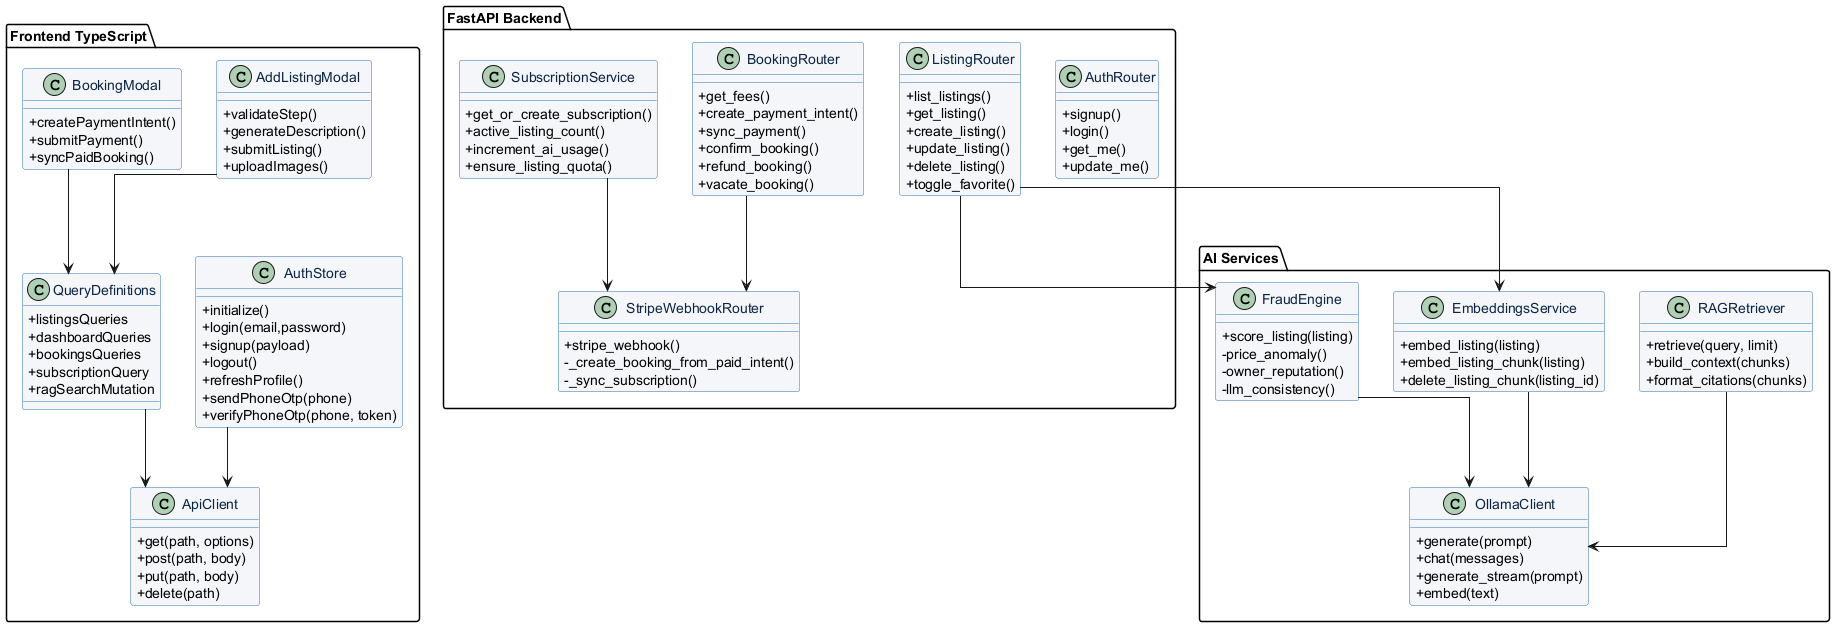 Frontend TypeScript
C BookingModal
+createPaymentIntent()
+submitPayment()
+syncPaidBooking()
C AddListingModal
+validateStep()
+generateDescription()
+submitListing()
+uploadImages()
C QueryDefinitions
+listingsQueries
+dashboardQueries
+bookingsQueries
+subscriptionQuery
+ragSearchMutation
C AuthStore
+initialize()
+login(email,password)
+signup(payload)
+logout()
+refreshProfile()
+sendPhoneOtp(phone)
+verifyPhoneOtp(phone, token)
C ApiClient
+get(path, options)
+post(path, body)
+put(path, body)
+delete(path)
FastAPI Backend
C SubscriptionService
+get_or_create_subscription()
+active_listing_count()
+increment_ai_usage()
+ensure_listing_quota()
C BookingRouter
+get_fees()
+create_payment_intent()
+sync_payment()
+confirm_booking()
+refund_booking()
+vacate_booking()
C ListingRouter
+list_listings()
+get_listing()
+create_listing()
+update_listing()
+delete_listing()
+toggle_favorite()
C AuthRouter
+signup()
+login()
+get_me()
+update_me()
C StripeWebhookRouter
+stripe_webhook()
-_create_booking_from_paid_intent()
-_sync_subscription()
AI Services
C FraudEngine
+score_listing(listing)
-price_anomaly()
-owner_reputation()
-llm_consistency()
C EmbeddingsService
+embed_listing(listing)
+embed_listing_chunk(listing)
+delete_listing_chunk(listing_id)
C RAGRetriever
+retrieve(query, limit)
+build_context(chunks)
+format_citations(chunks)
C OllamaClient
+generate(prompt)
+chat(messages)
+generate_stream(prompt)
+embed(text)